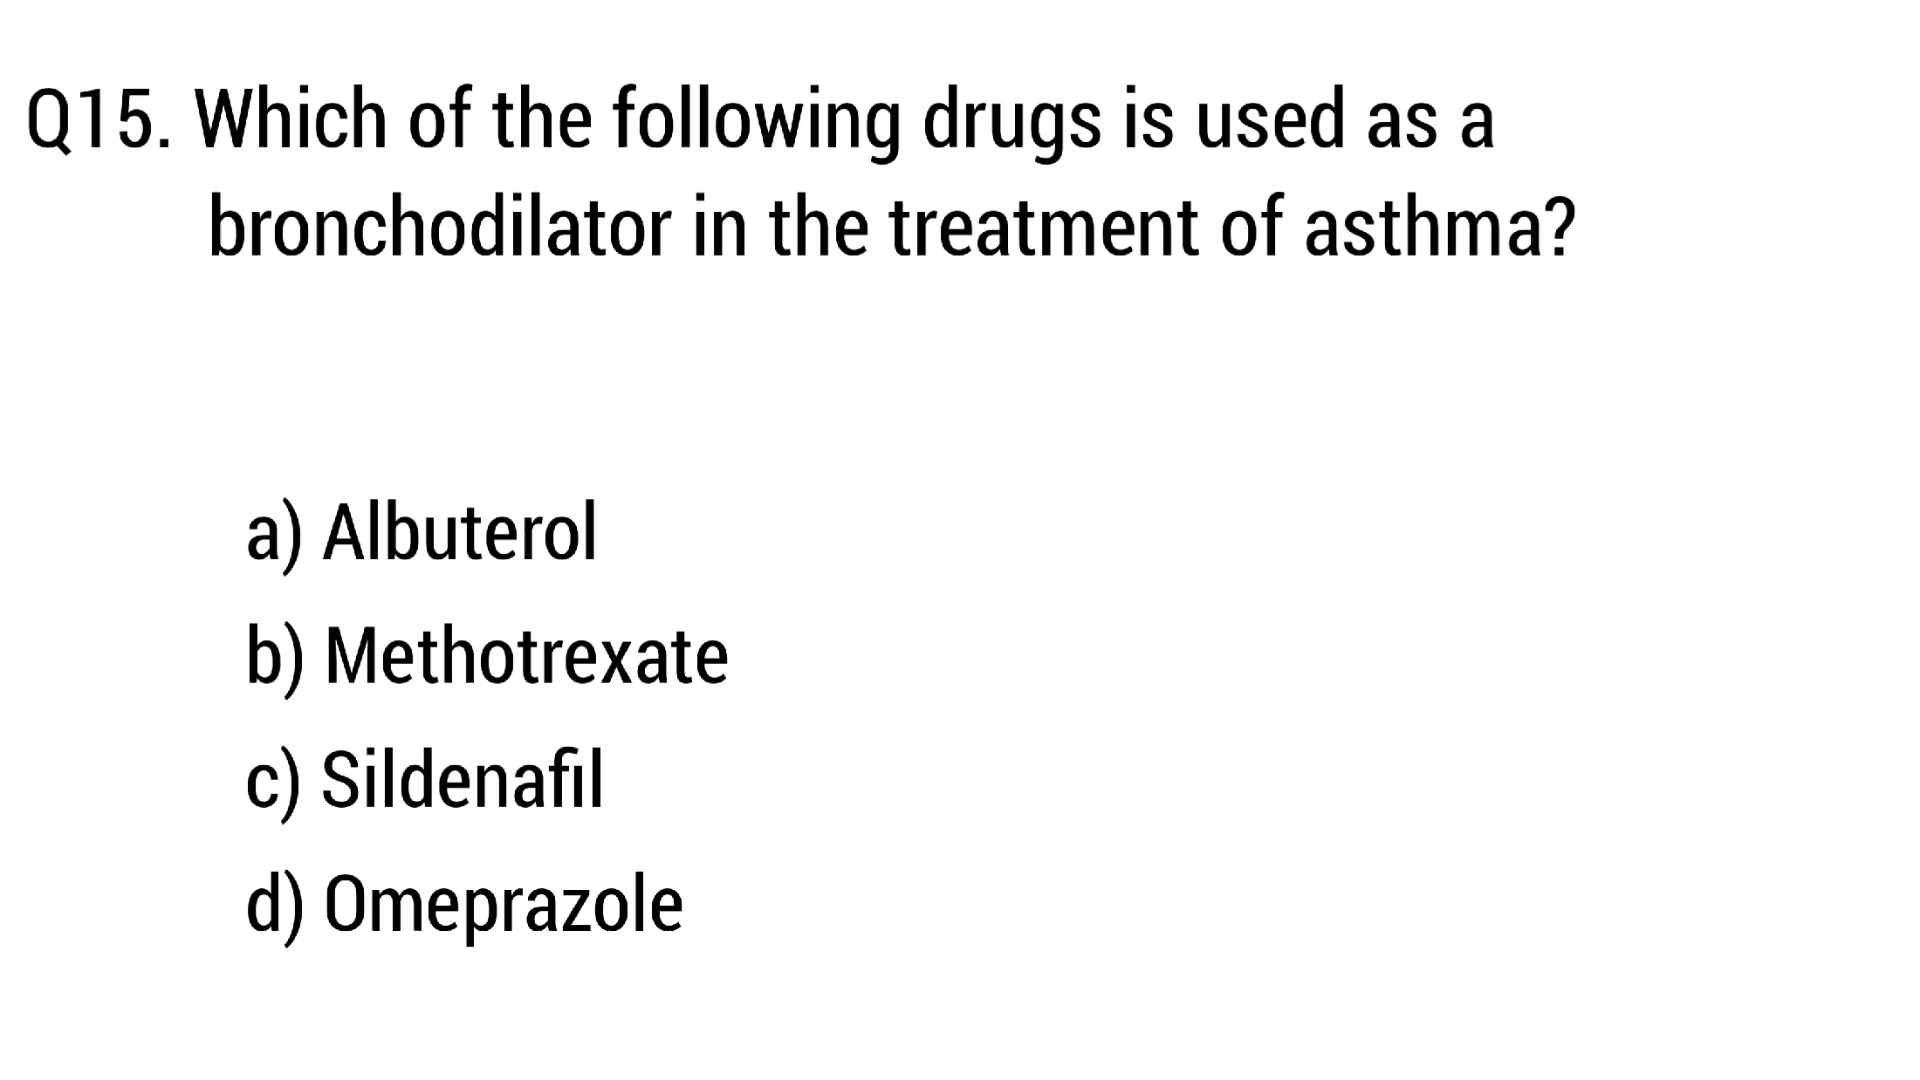 Q15. Which of the following drugs is used as a
bronchodilator in the treatment of asthma?
a) Albuterol
b) Methotrexate
c) Sildenafil
d) Omeprazole